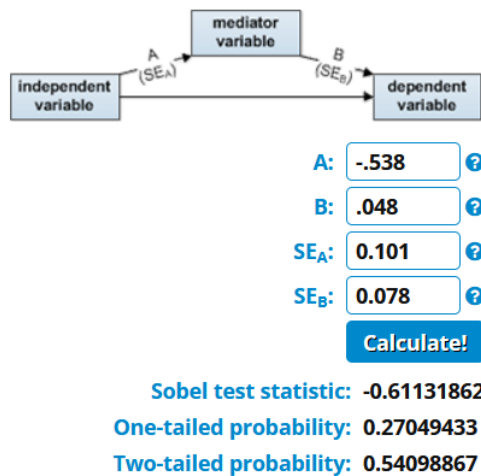 mediator
variable
A
(SEA)
B
(SEB)
independent
variable
dependent
variable
A: -.538 ?
B: .048 ?
SEA: 0.101 ?
SEB: 0.078 ?
Calculate!
Sobel test statistic: -0.61131862
One-tailed probability: 0.27049433
Two-tailed probability: 0.54098867